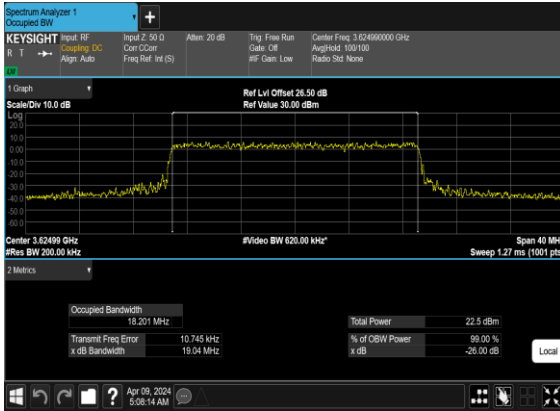 Spectrum Analyzer 1
Occupied BW
+
KEYSIGHT Input: RF Input Z: 50 Ω Atten: 20 dB Trig: Free Run Center Freq: 3.624990000 GHz
R T Coupling: DC Corr CCorr Gate: Off Avg|Hold: 100/100
Align: Auto Freq Ref: Int (S) #IF Gain: Low Radio Std: None
1 Graph
Ref Lvl Offset 26.50 dB
Scale/Div 10.0 dB Ref Value 30.00 dBm
Log
20.0
10.0
0.00
-10.0
-20.0
-30.0
-40.0
-50.0
-60.0
Center 3.62499 GHz #Video BW 620.00 kHz* Span 40 MH
#Res BW 200.00 kHz Sweep 1.27 ms (1001 pts
2 Metrics
Occupied Bandwidth
18.201 MHz Total Power 22.5 dBm
Transmit Freq Error 10.745 kHz % of OBW Power 99.00 %
x dB Bandwidth 19.04 MHz x dB -26.00 dB
Local
? Apr 09, 2024
5:08:14 AM